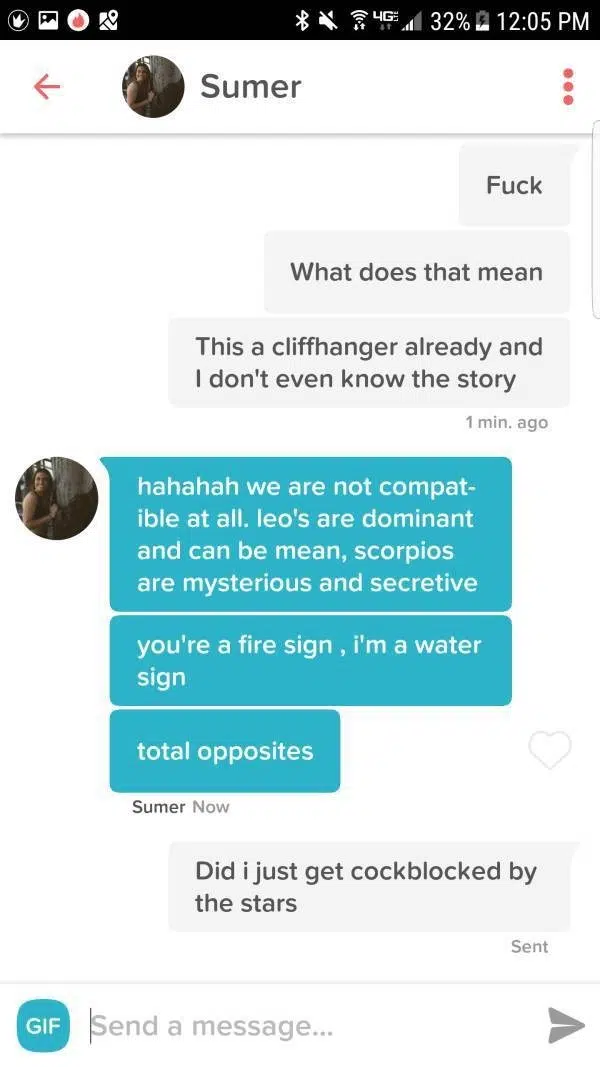 4GE 32% 12:05 PM
Sumer
Fuck
What does that mean
This a cliffhanger already and
I don't even know the story
1 min. ago
hahahah we are not compat-
ible at all. leo's are dominant
and can be mean, scorpios
are mysterious and secretive
you're a fire sign , i'm a water
sign
total opposites
Sumer Now
Did i just get cockblocked by
the stars
Sent
GIF Send a message...